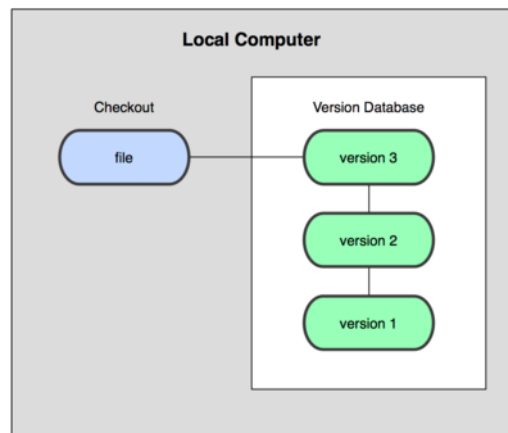 Local Computer
Checkout
Version Database
file
version 3
version 2
version 1